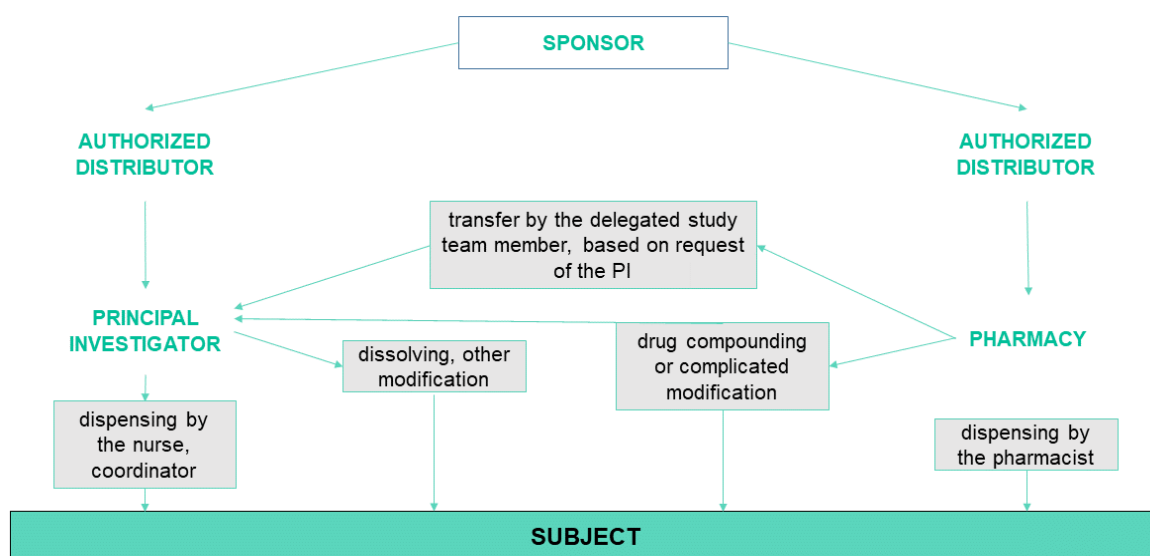 SPONSOR
AUTHORIZED
DISTRIBUTOR
AUTHORIZED
DISTRIBUTOR
transfer by the delegated study
team member, based on request
of the PI
PRINCIPAL
INVESTIGATOR
dissolving, other
modification
drug compounding
or complicated
modification
PHARMACY
dispensing by
the nurse,
coordinator
dispensing by
the pharmacist
SUBJECT